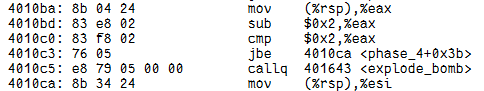 4010ba: 8b 04 24 mov (%rsp),%eax
4010bd: 83 e8 02 sub $0x2,%eax
4010c0: 83 f8 02 cmp $0x2,%eax
4010c3: 76 05 jbe 4010ca <phase_4+0x3b>
4010c5: e8 79 05 00 00 callq 401643 <explode_bomb>
4010ca: 8b 34 24 mov (%rsp),%esi